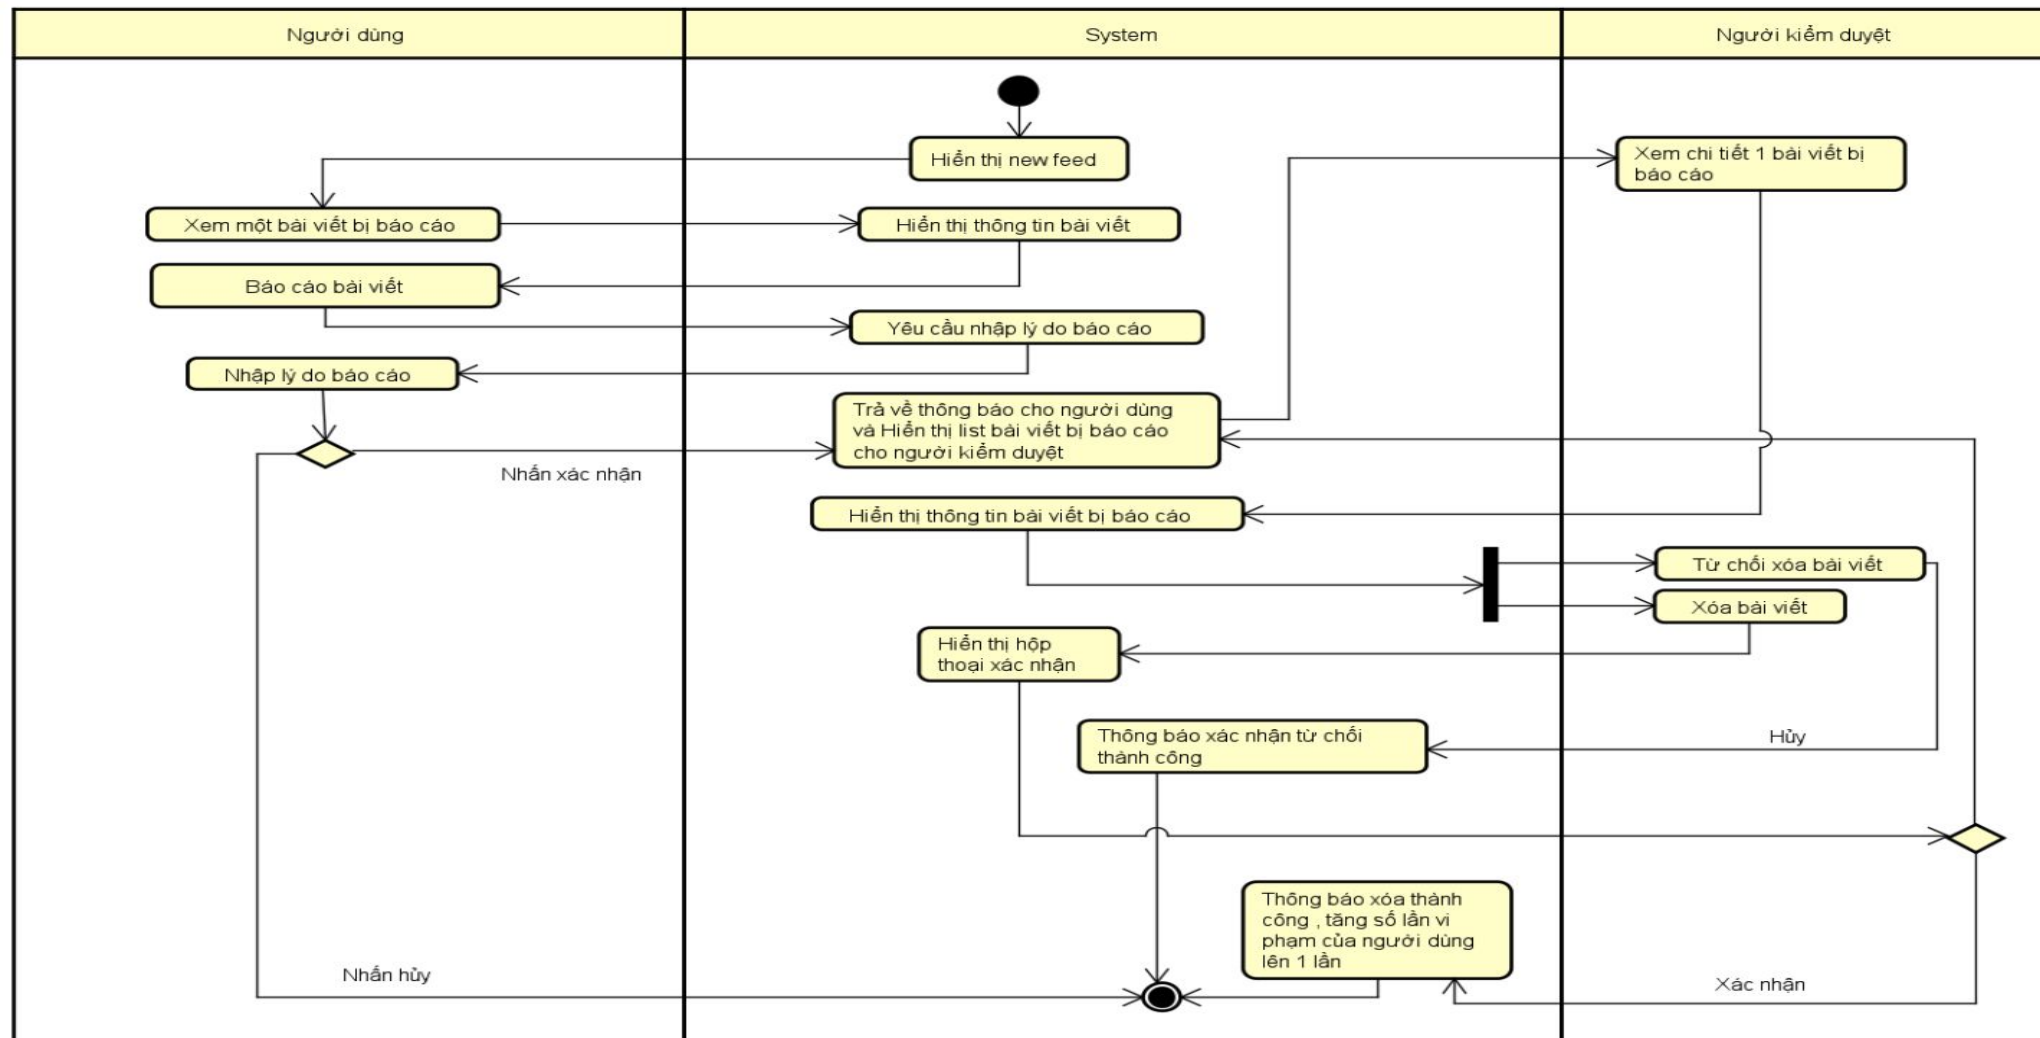 Người dùng
System
Người kiểm duyệt
Hiển thị new feed
Xem chi tiết 1 bài viết bị
báo cáo
Xem một bài viết bị báo cáo
Hiển thị thông tin bài viết
Báo cáo bài viết
Yêu cầu nhập lý do báo cáo
Nhập lý do báo cáo
Trả về thông báo cho người dùng
và Hiển thị list bài viết bị báo cáo
cho người kiểm duyệt
Nhấn xác nhận
Hiển thị thông tin bài viết bị báo cáo
Từ chối xóa bài viết
Xóa bài viết
Hiển thị hộp
thoại xác nhận
Thông báo xác nhận từ chối
thành công
Hủy
Thông báo xóa thành
công , tăng số lần vi
phạm của người dùng
lên 1 lần
Nhấn hủy
Xác nhận